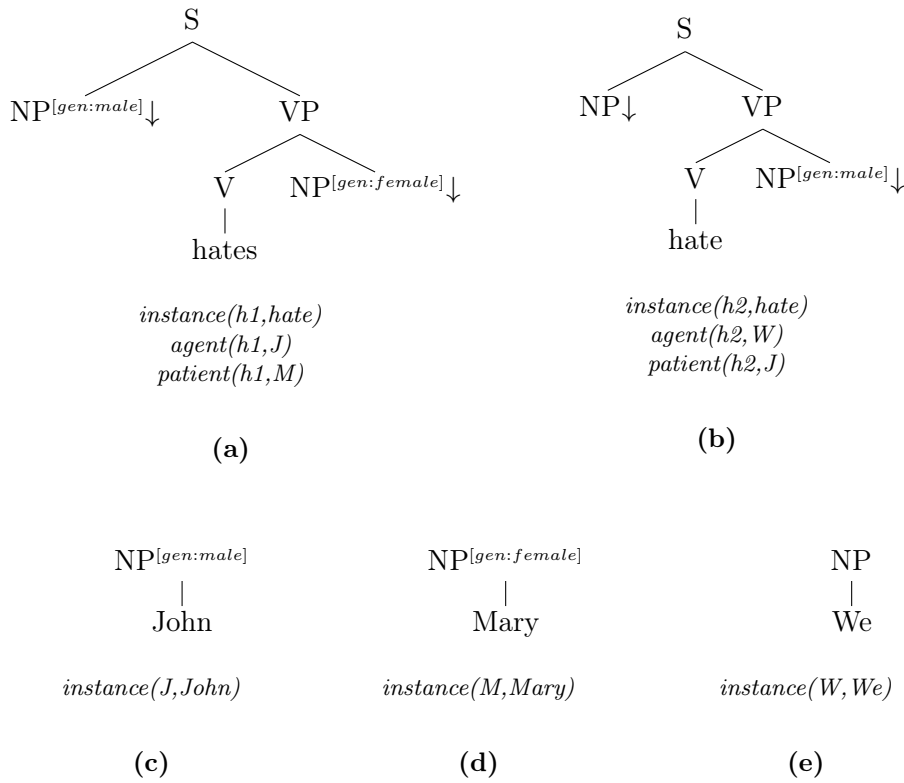 S
NP[gen:male]↓ VP
V NP[gen:female]↓
hates
instance(h1,hate)
agent(h1,J)
patient(h1,M)
(a)
S
NP↓ VP
V NP[gen:male]↓
hate
instance(h2,hate)
agent(h2,W)
patient(h2,J)
(b)
NP[gen:male]
John
instance(J,John)
(c)
NP[gen:female]
Mary
instance(M,Mary)
(d)
NP
We
instance(W,We)
(e)